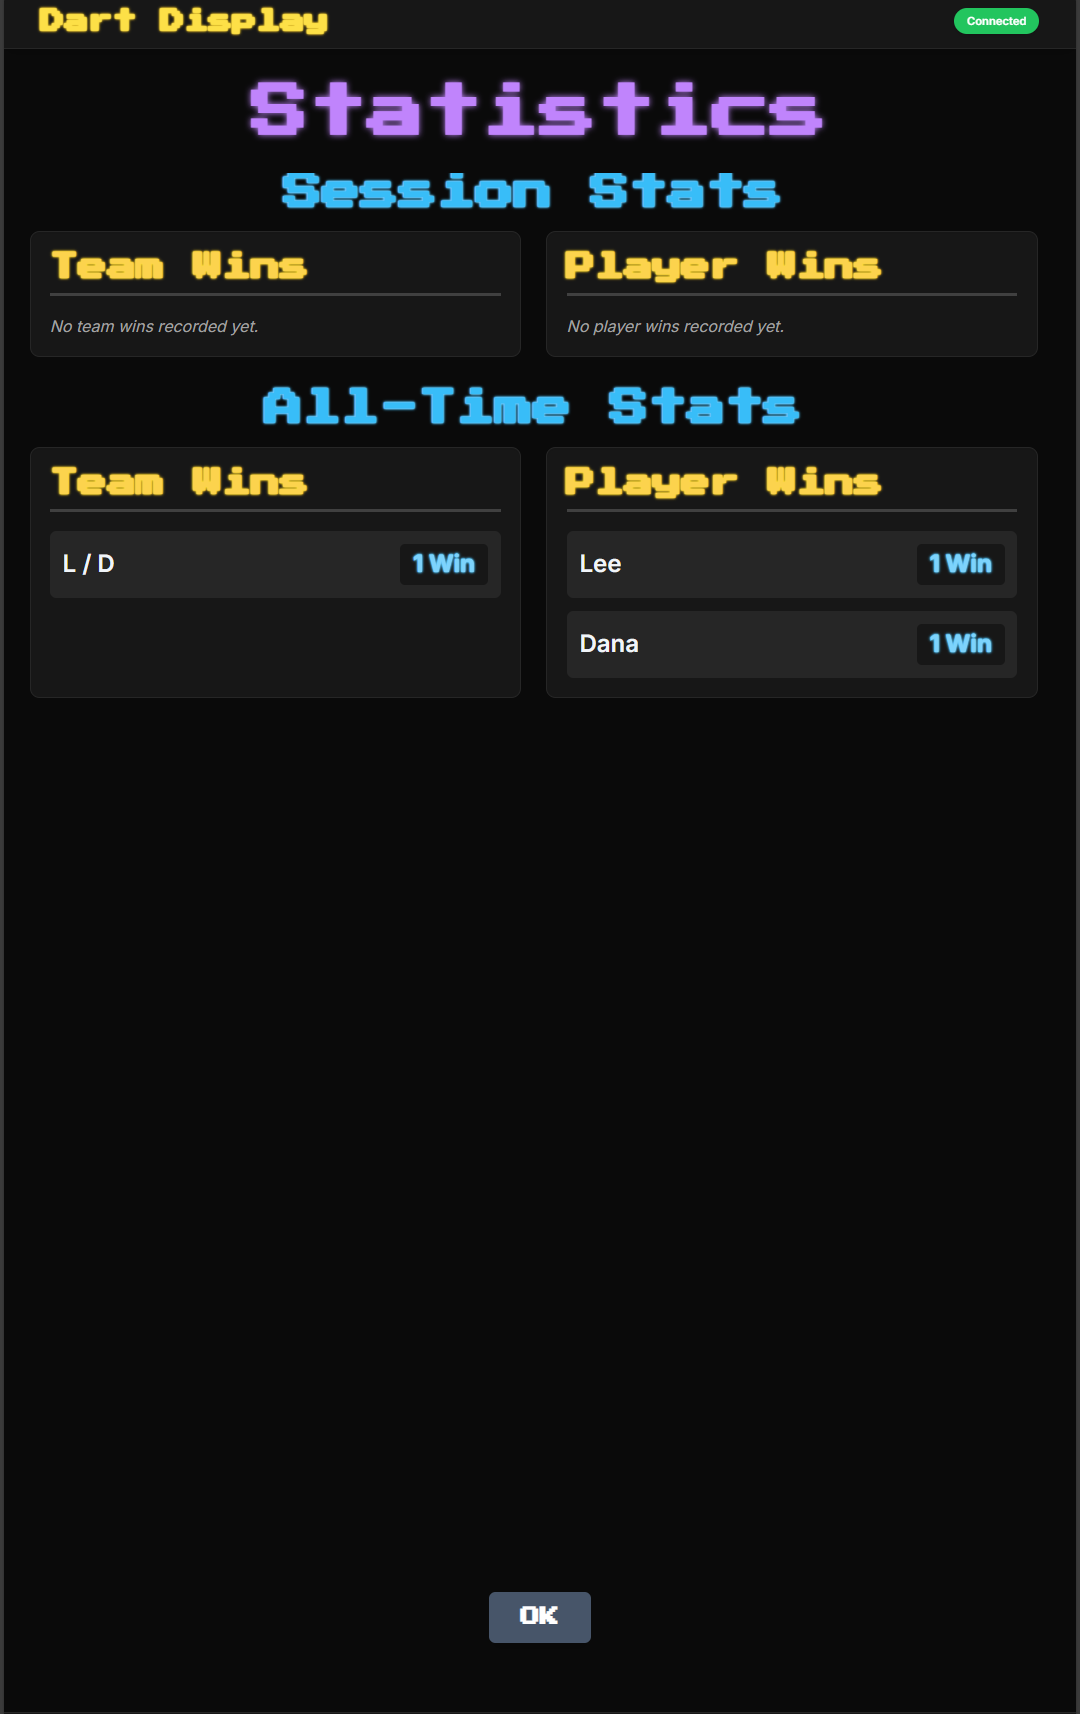 Dart Display
Connected
Statistics
Session Stats
Team Wins
No team wins recorded yet.
Player Wins
No player wins recorded yet.
All-Time Stats
Team Wins
L / D
1 Win
Player Wins
Lee
1 Win
Dana
1 Win
OK